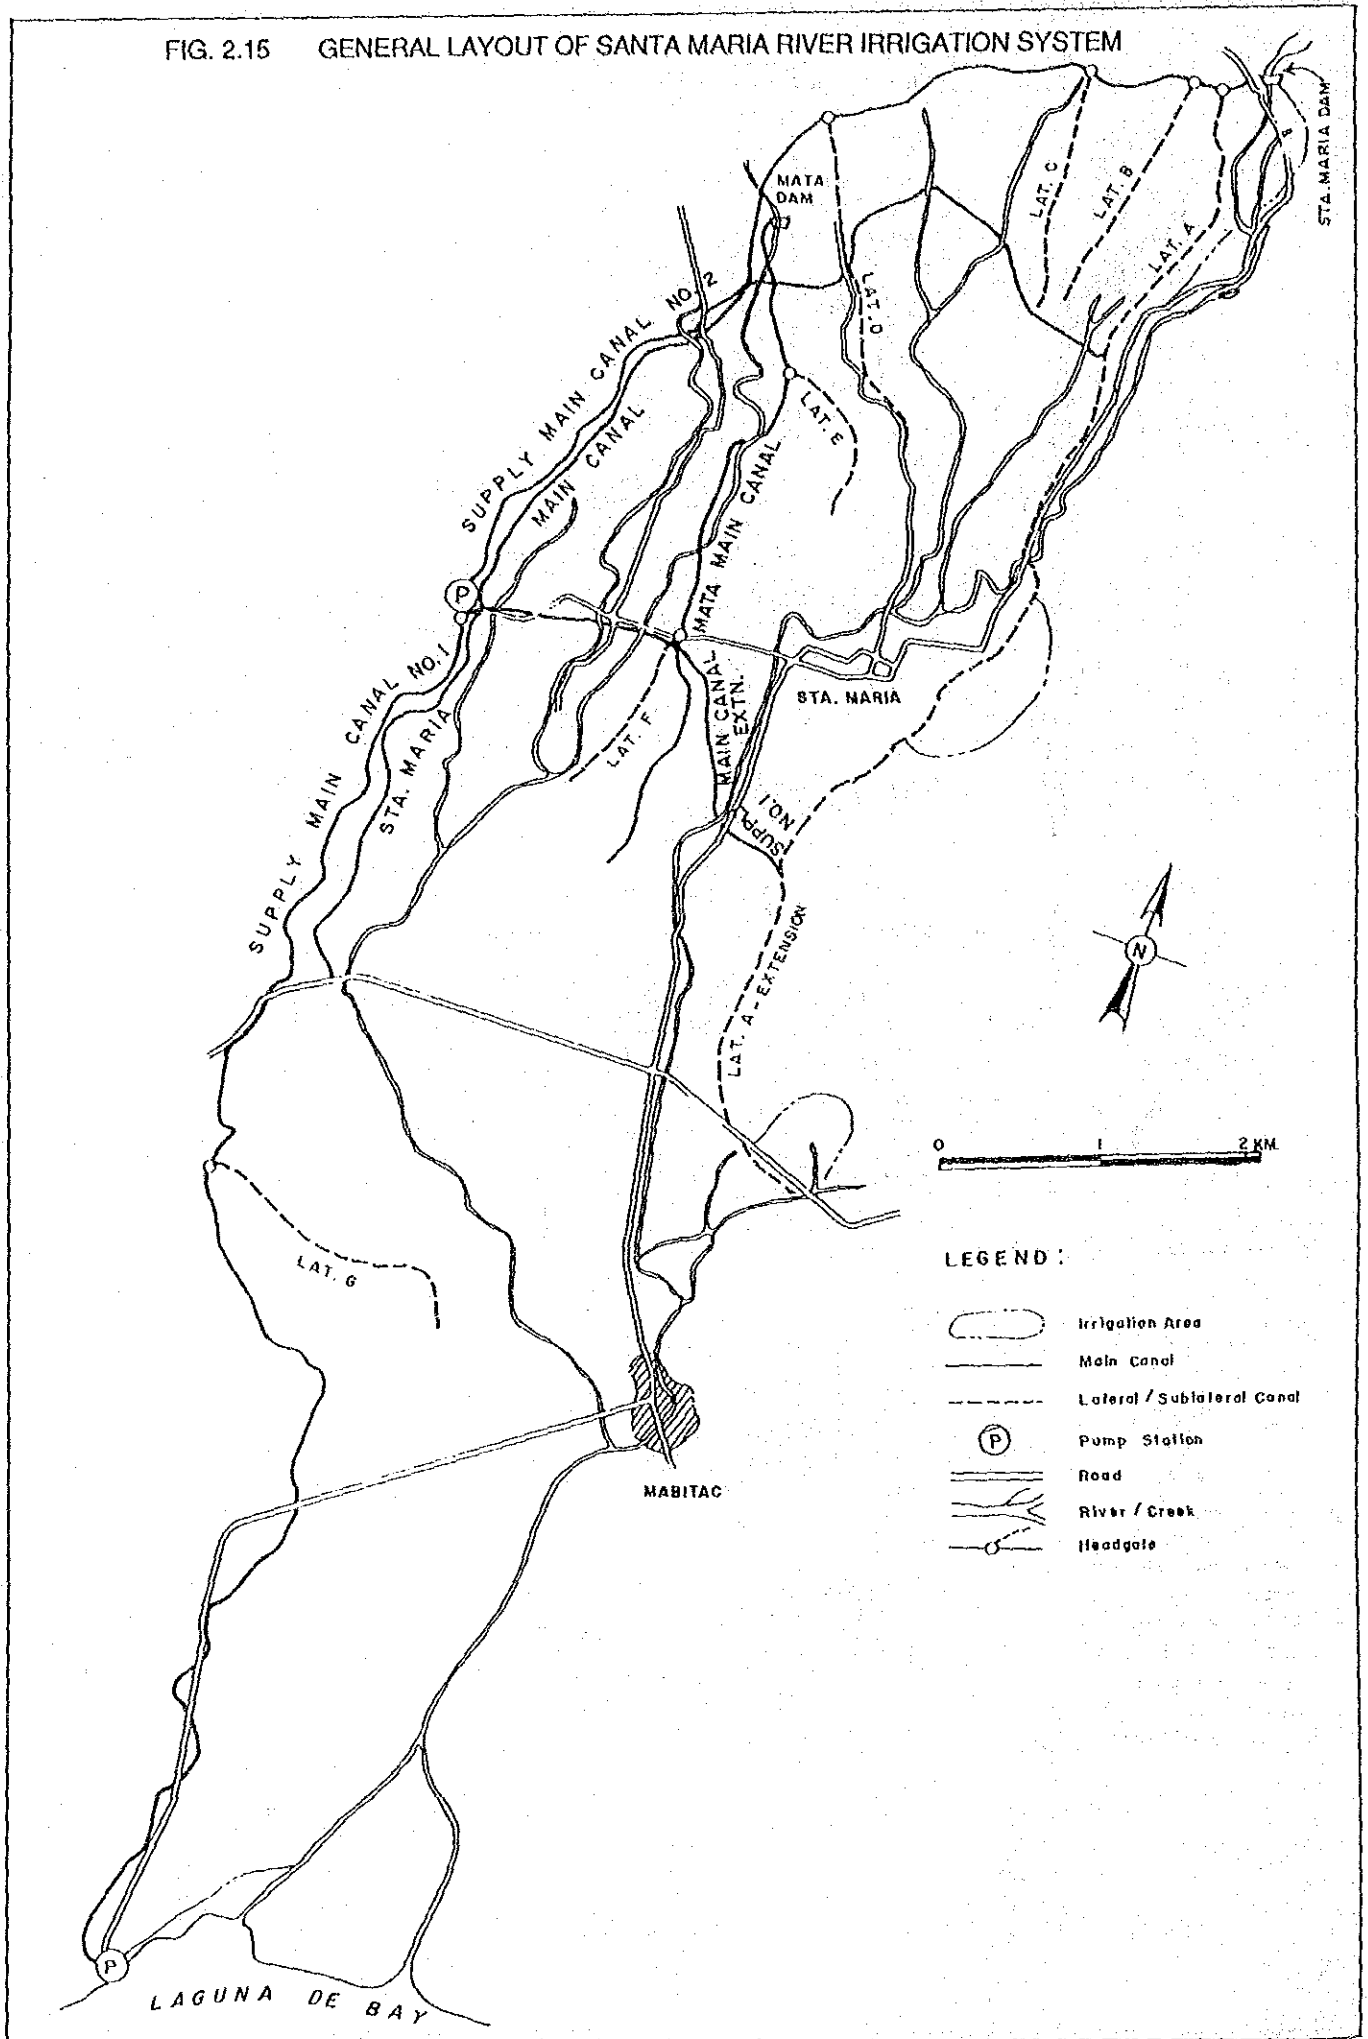 FIG. 2.15 GENERAL LAYOUT OF SANTA MARIA RIVER IRRIGATION SYSTEM
STA. MARIA DAM
MATA
DAM
LAT. C
LAT. B
LAT. A
LAT. D
LAT. E
SUPPLY MAIN CANAL NO. 2
MAIN CANAL
MATA MAIN CANAL
P
SUPPLY MAIN CANAL NO. 1
STA. MARIA
LAT. F
MAIN CANAL
EXTN.
STA. MARIA
SUPPL
NO. 1
LAT. A - EXTENSION
N
0 1 2 KM.
LAT. G
LEGEND :
Irrigation Area
Main Canal
Lateral / Sublateral Canal
P Pump Station
Road
River / Creek
Headgate
MABITAC
P
LAGUNA DE BAY